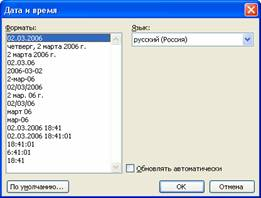 Дата и время
Форматы:
Язык:
02.03.2006
русский (Россия)
четверг, 2 марта 2006 г.
2 марта 2006 г.
02.03.06
2006-03-02
2-мар-06
02/03/2006
2 мар. 06 г.
02/03/06
март 06
мар-06
02.03.2006 18:41
02.03.2006 18:41:01
18:41:01
6:41:01
18:41
Обновлять автоматически
По умолчанию...
ОК
Отмена